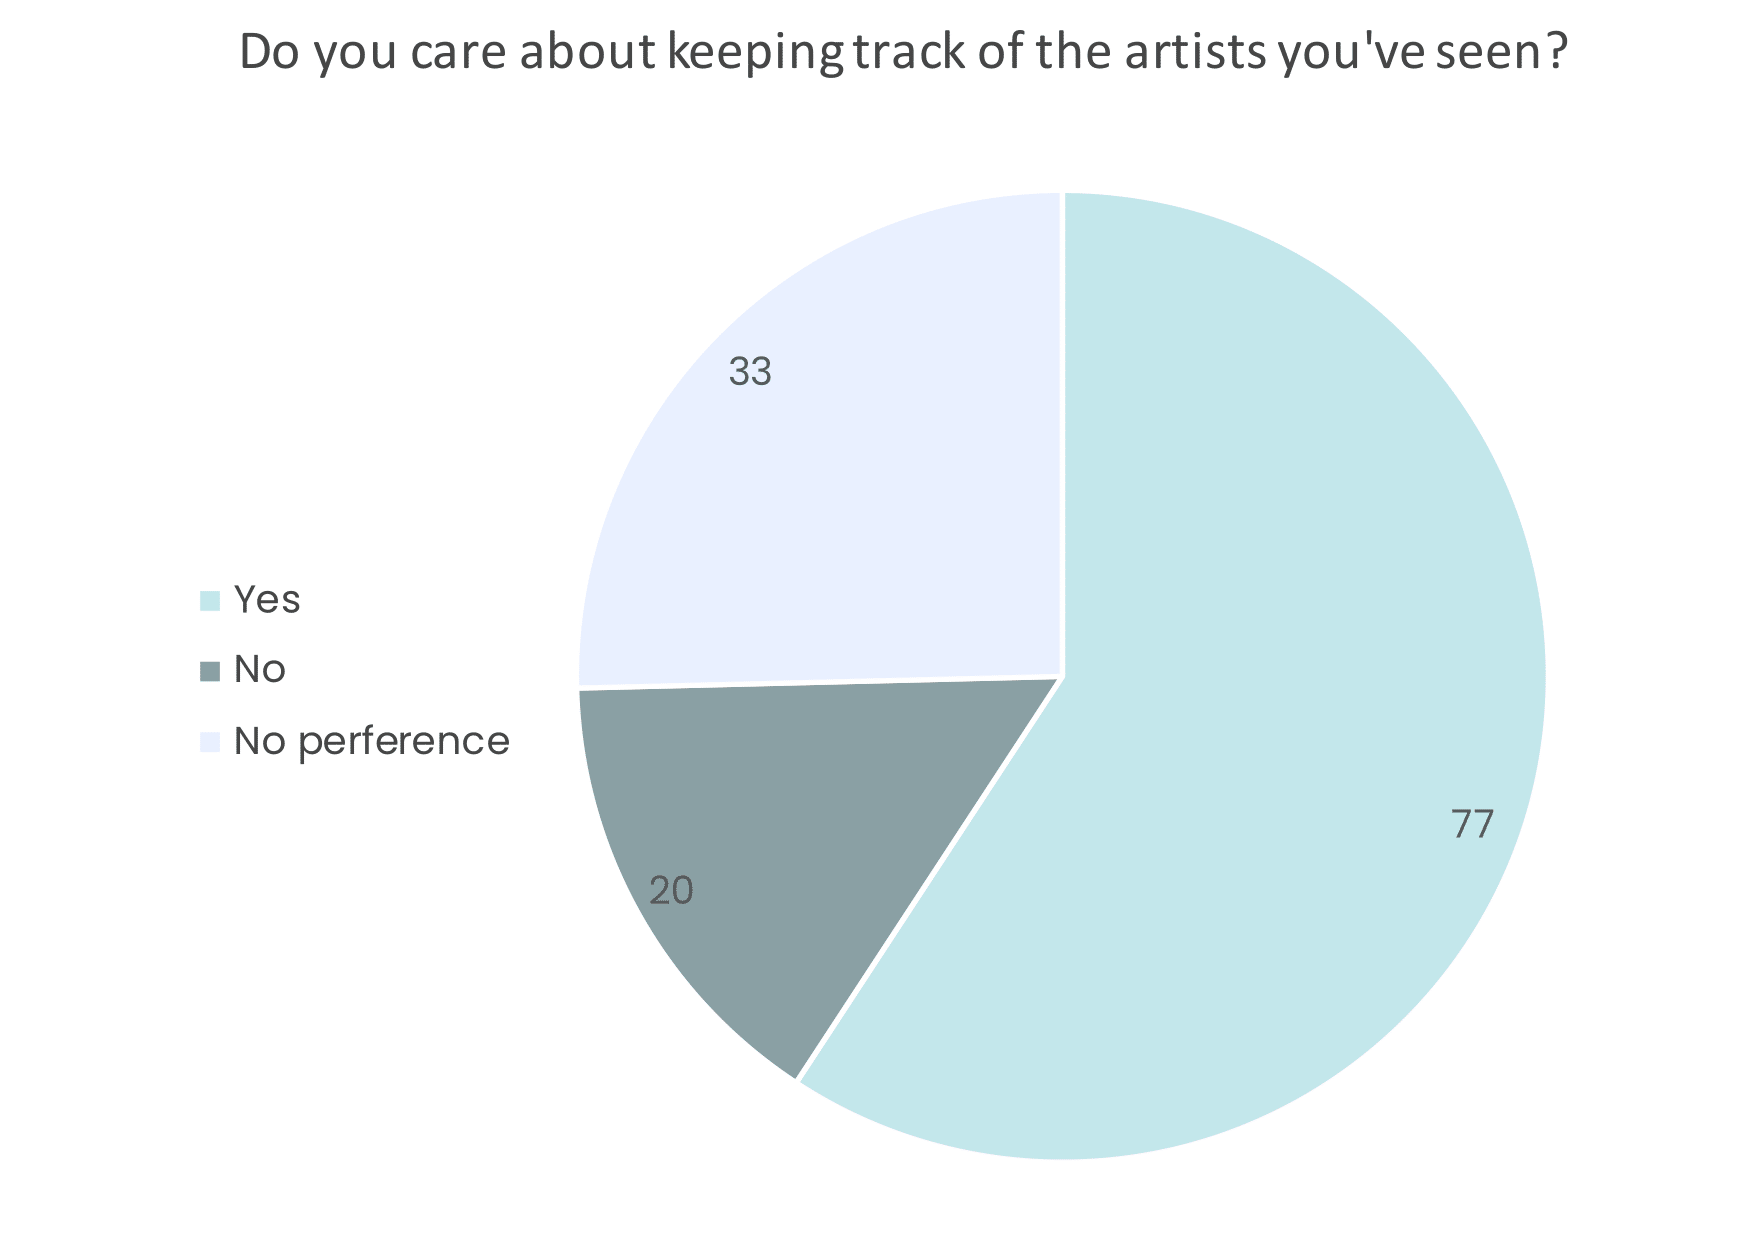 Do you care about keeping track of the artists you've seen?
33
Yes
No
No perference
77
20